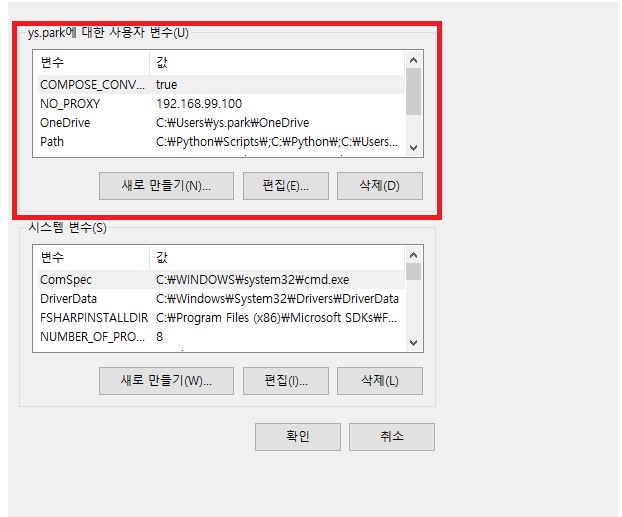 ys.park에 대한 사용자 변수(U)
변수 값
COMPOSE_CONV... true
NO_PROXY 192.168.99.100
OneDrive C:₩Users₩ys.park₩OneDrive
Path C:₩Python₩Scripts₩;C:₩Python₩;C:₩Users...
새로 만들기(N)... 편집(E)... 삭제(D)
시스템 변수(S)
변수 값
ComSpec C:₩WINDOWS₩system32₩cmd.exe
DriverData C:₩Windows₩System32₩Drivers₩DriverData
FSHARPINSTALLDIR C:₩Program Files (x86)₩Microsoft SDKs₩F...
NUMBER_OF_PRO... 8
새로 만들기(W)... 편집(I)... 삭제(L)
확인 취소